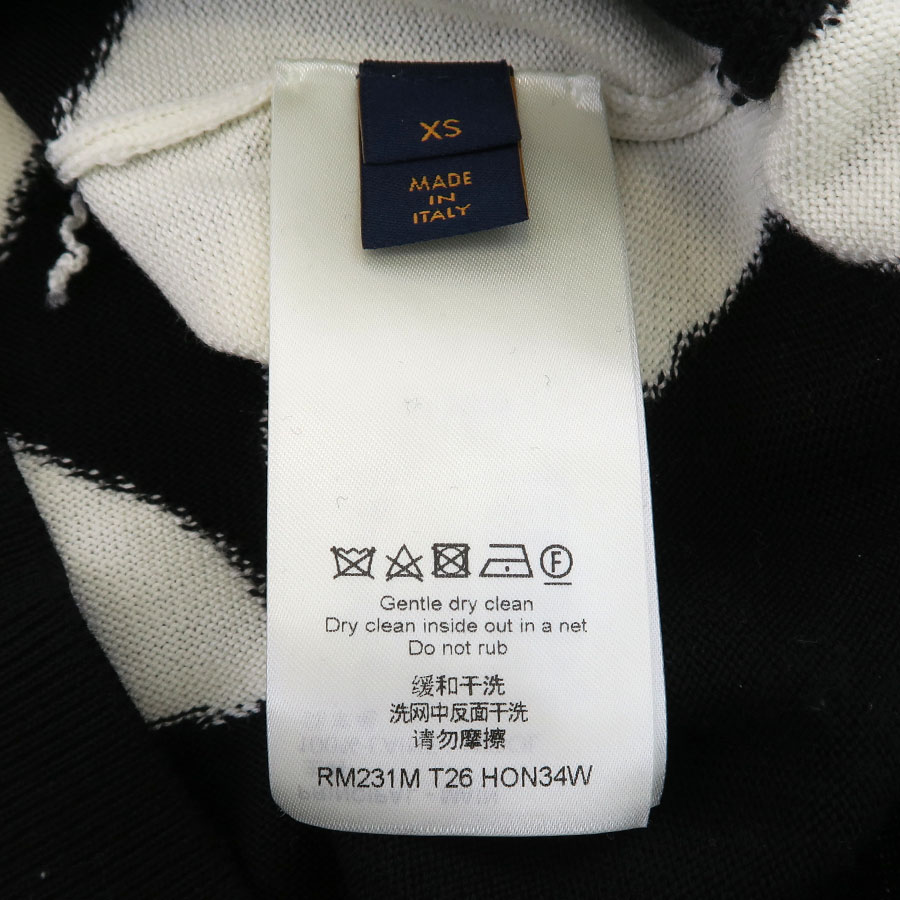 XS
MADE
IN
ITALY
F
Gentle dry clean
Dry clean inside out in a net
Do not rub
缓和干洗
洗网中反面干洗
请勿摩擦
RM231M T26 HON34W